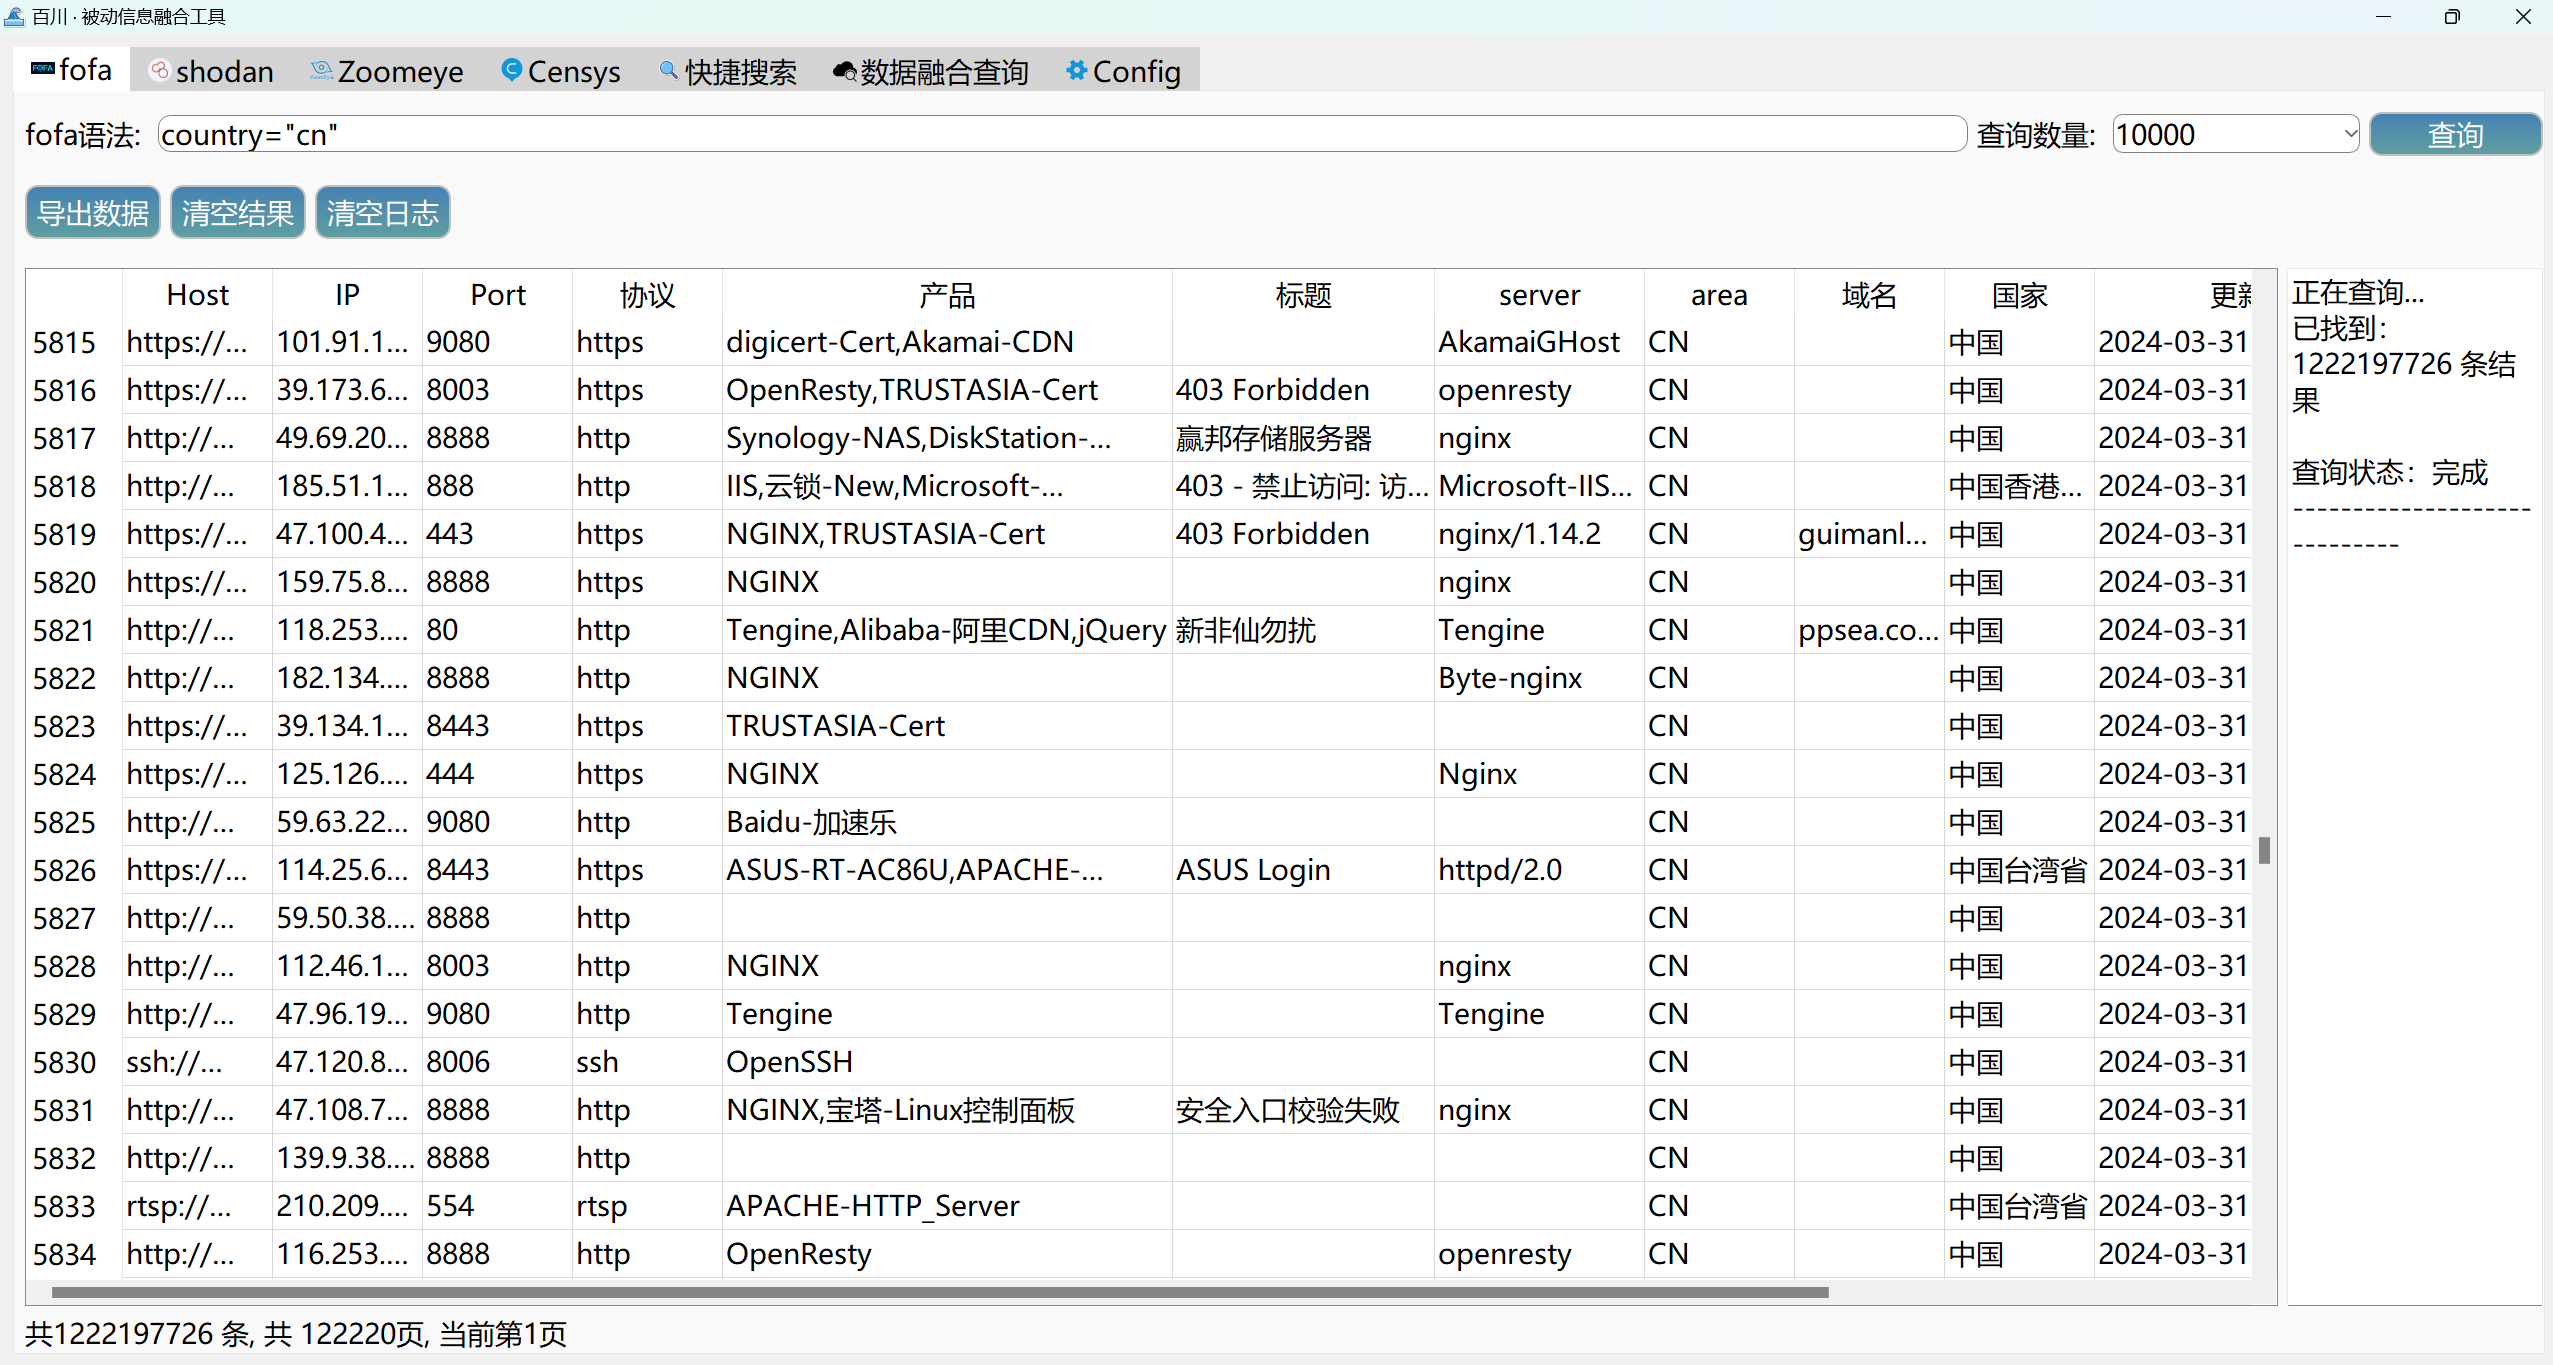 百川 · 被动信息融合工具
fofa shodan Zoomeye Censys 快捷搜索 数据融合查询 Config
fofa语法: country="cn" 查询数量: 10000 查询
导出数据 清空结果 清空日志
Host IP Port 协议 产品 标题 server area 域名 国家 更新
5815 https://... 101.91.1... 9080 https digicert-Cert,Akamai-CDN AkamaiGHost CN 中国 2024-03-31
5816 https://... 39.173.6... 8003 https OpenResty,TRUSTASIA-Cert 403 Forbidden openresty CN 中国 2024-03-31
5817 http://... 49.69.20... 8888 http Synology-NAS,DiskStation-... 赢邦存储服务器 nginx CN 中国 2024-03-31
5818 http://... 185.51.1... 888 http IIS,云锁-New,Microsoft-... 403 - 禁止访问: 访... Microsoft-IIS... CN 中国香港... 2024-03-31
5819 https://... 47.100.4... 443 https NGINX,TRUSTASIA-Cert 403 Forbidden nginx/1.14.2 CN guimanl... 中国 2024-03-31
5820 https://... 159.75.8... 8888 https NGINX nginx CN 中国 2024-03-31
5821 http://... 118.253.... 80 http Tengine,Alibaba-阿里CDN,jQuery 新非仙勿扰 Tengine CN ppsea.co... 中国 2024-03-31
5822 http://... 182.134.... 8888 http NGINX Byte-nginx CN 中国 2024-03-31
5823 https://... 39.134.1... 8443 https TRUSTASIA-Cert CN 中国 2024-03-31
5824 https://... 125.126.... 444 https NGINX Nginx CN 中国 2024-03-31
5825 http://... 59.63.22... 9080 http Baidu-加速乐 CN 中国 2024-03-31
5826 https://... 114.25.6... 8443 https ASUS-RT-AC86U,APACHE-... ASUS Login httpd/2.0 CN 中国台湾省 2024-03-31
5827 http://... 59.50.38.... 8888 http CN 中国 2024-03-31
5828 http://... 112.46.1... 8003 http NGINX nginx CN 中国 2024-03-31
5829 http://... 47.96.19... 9080 http Tengine Tengine CN 中国 2024-03-31
5830 ssh://... 47.120.8... 8006 ssh OpenSSH CN 中国 2024-03-31
5831 http://... 47.108.7... 8888 http NGINX,宝塔-Linux控制面板 安全入口校验失败 nginx CN 中国 2024-03-31
5832 http://... 139.9.38.... 8888 http CN 中国 2024-03-31
5833 rtsp://... 210.209.... 554 rtsp APACHE-HTTP_Server CN 中国台湾省 2024-03-31
5834 http://... 116.253.... 8888 http OpenResty openresty CN 中国 2024-03-31
正在查询...
已找到：
1222197726 条结
果
查询状态：完成
--------------------
---------
共1222197726 条, 共 122220页, 当前第1页